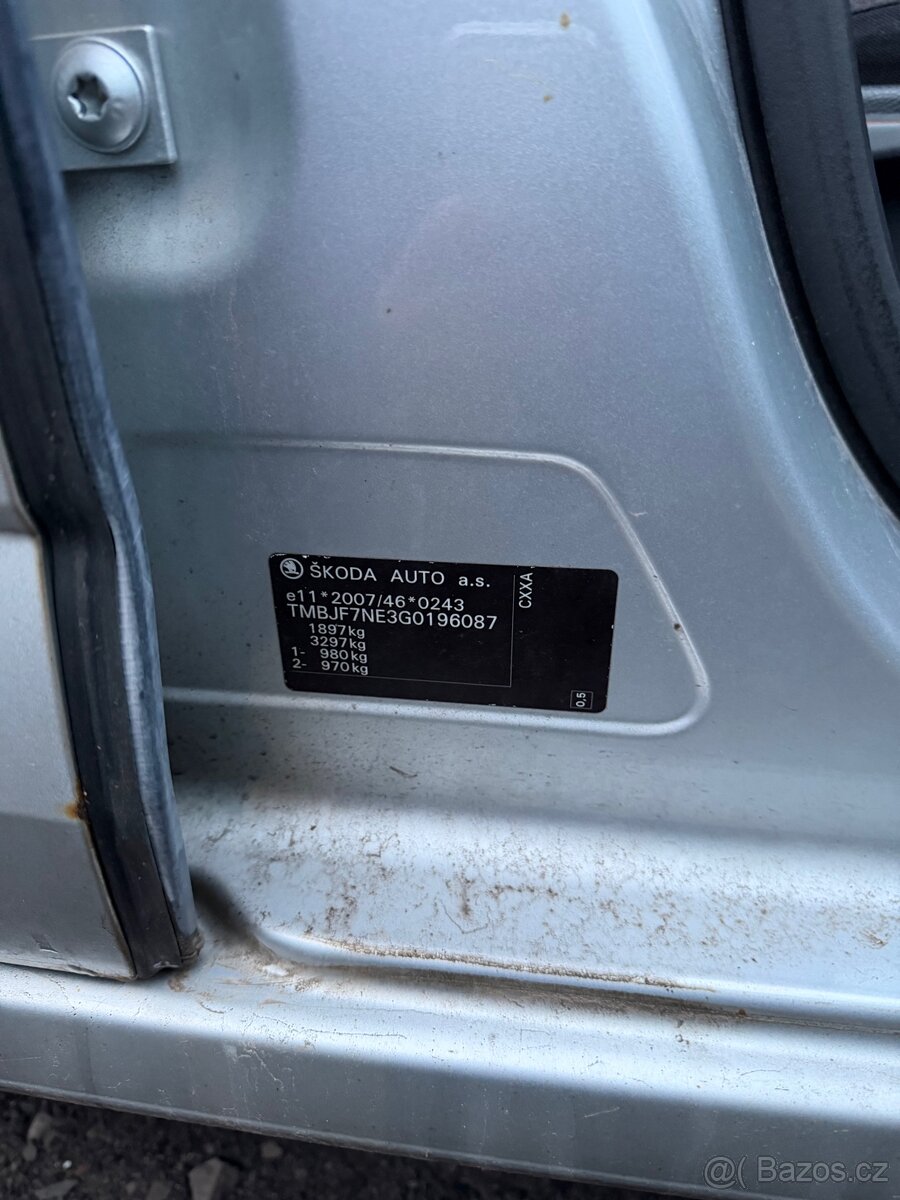 ŠKODA AUTO a.s.
e11*2007/46*0243
TMBJF7NE3G0196087
1897kg
3297kg
1- 980kg
2- 970kg
CXXA
0.5
@( Bazos.cz